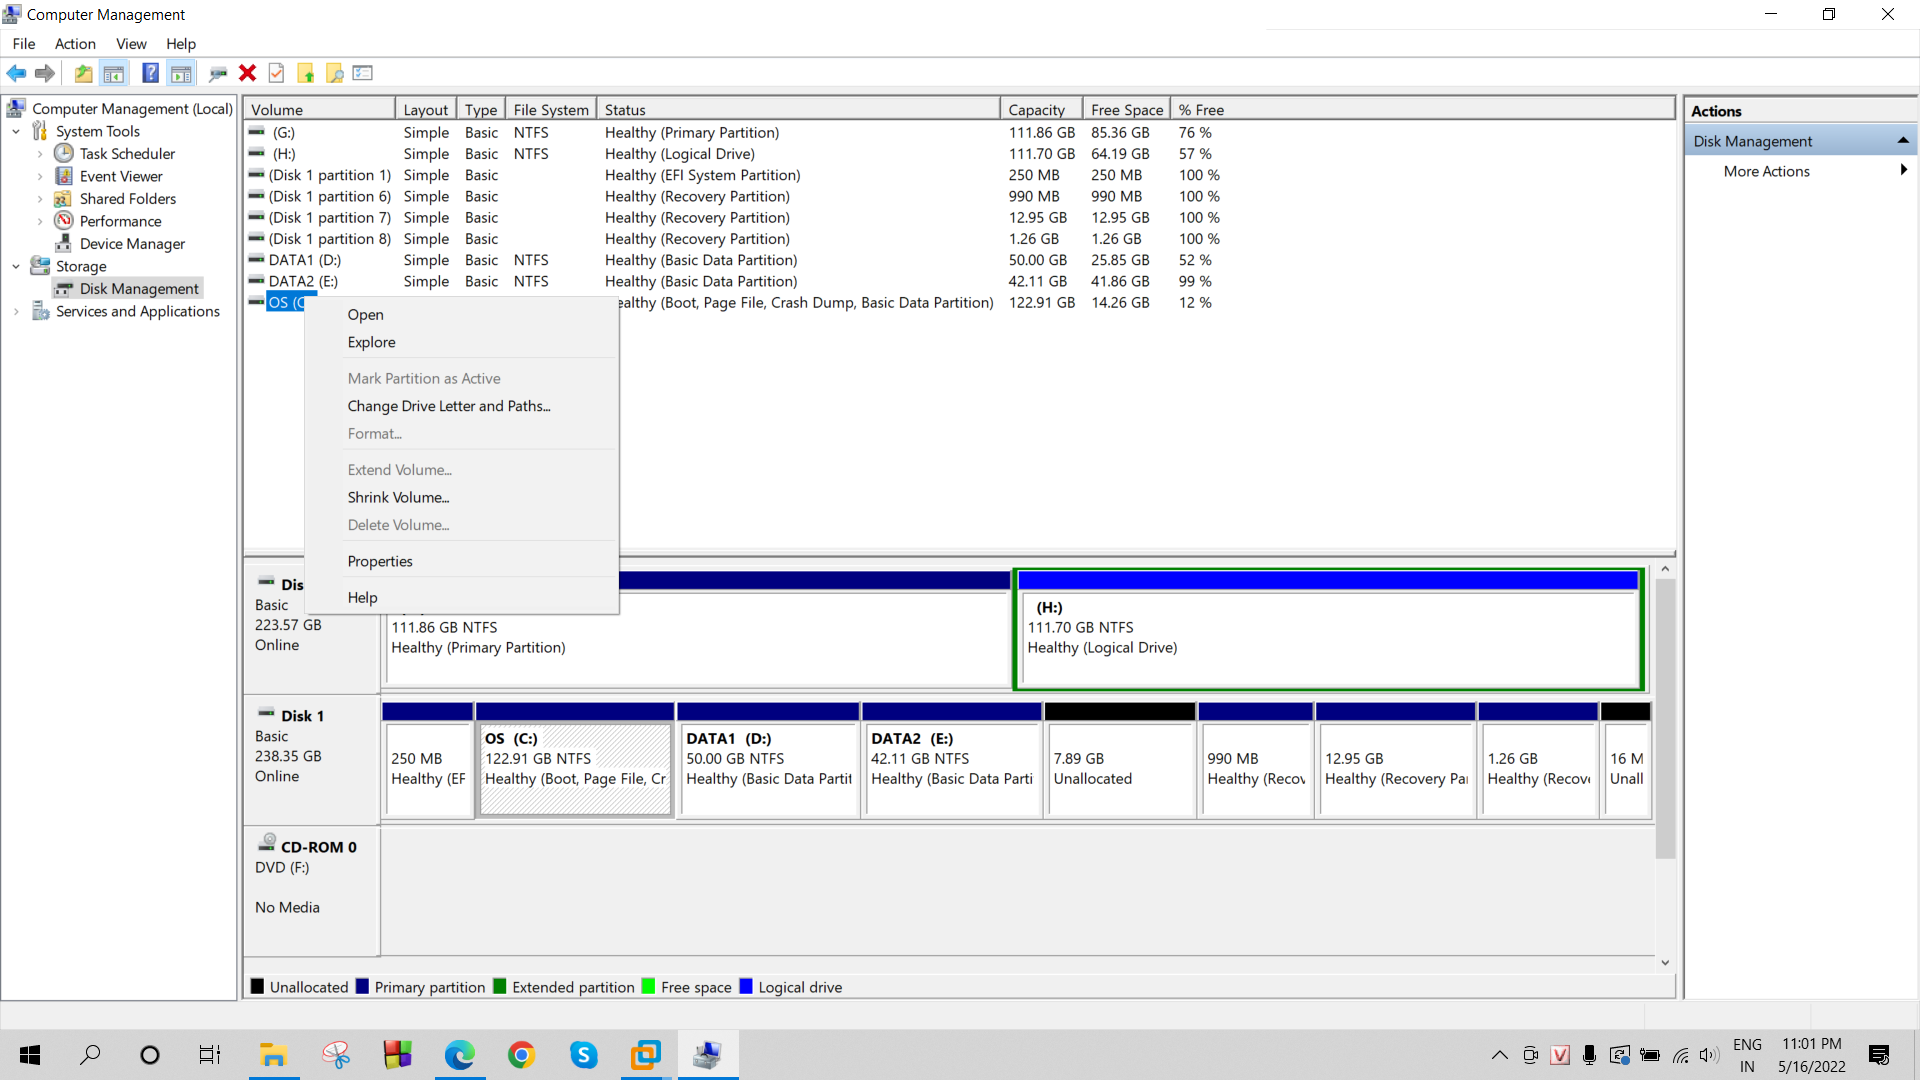 Computer Management
File Action View Help
Computer Management (Local)
System Tools
Task Scheduler
Event Viewer
Shared Folders
Performance
Device Manager
Storage
Disk Management
Services and Applications
Volume Layout Type File System Status Capacity Free Space % Free
(G:) Simple Basic NTFS Healthy (Primary Partition) 111.86 GB 85.36 GB 76 %
(H:) Simple Basic NTFS Healthy (Logical Drive) 111.70 GB 64.19 GB 57 %
(Disk 1 partition 1) Simple Basic Healthy (EFI System Partition) 250 MB 250 MB 100 %
(Disk 1 partition 6) Simple Basic Healthy (Recovery Partition) 990 MB 990 MB 100 %
(Disk 1 partition 7) Simple Basic Healthy (Recovery Partition) 12.95 GB 12.95 GB 100 %
(Disk 1 partition 8) Simple Basic Healthy (Recovery Partition) 1.26 GB 1.26 GB 100 %
DATA1 (D:) Simple Basic NTFS Healthy (Basic Data Partition) 50.00 GB 25.85 GB 52 %
DATA2 (E:) Simple Basic NTFS Healthy (Basic Data Partition) 42.11 GB 41.86 GB 99 %
OS (C ealthy (Boot, Page File, Crash Dump, Basic Data Partition) 122.91 GB 14.26 GB 12 %
Open
Explore
Mark Partition as Active
Change Drive Letter and Paths...
Format...
Extend Volume...
Shrink Volume...
Delete Volume...
Properties
Help
Actions
Disk Management
More Actions
Dis
Basic
223.57 GB
Online
111.86 GB NTFS
Healthy (Primary Partition)
(H:)
111.70 GB NTFS
Healthy (Logical Drive)
Disk 1
Basic
238.35 GB
Online
250 MB
Healthy (EF
OS (C:)
122.91 GB NTFS
Healthy (Boot, Page File, Cr
DATA1 (D:)
50.00 GB NTFS
Healthy (Basic Data Partit
DATA2 (E:)
42.11 GB NTFS
Healthy (Basic Data Parti
7.89 GB
Unallocated
990 MB
Healthy (Recov
12.95 GB
Healthy (Recovery Pa
1.26 GB
Healthy (Recove
16 M
Unall
CD-ROM 0
DVD (F:)
No Media
Unallocated Primary partition Extended partition Free space Logical drive
ENG
IN
11:01 PM
5/16/2022